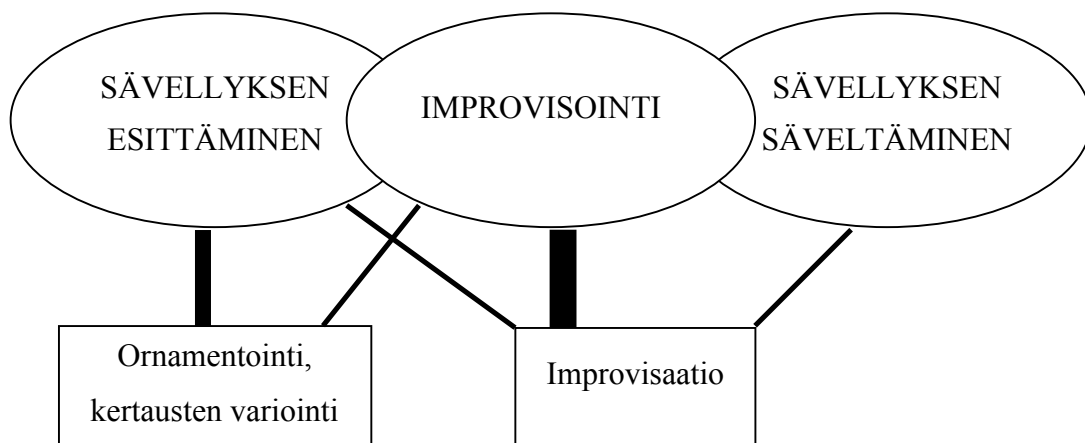 SÄVELLYKSEN
ESITTÄMINEN
IMPROVISOINTI
SÄVELLYKSEN
SÄVELTÄMINEN
Ornamentointi,
kertausten variointi
Improvisaatio